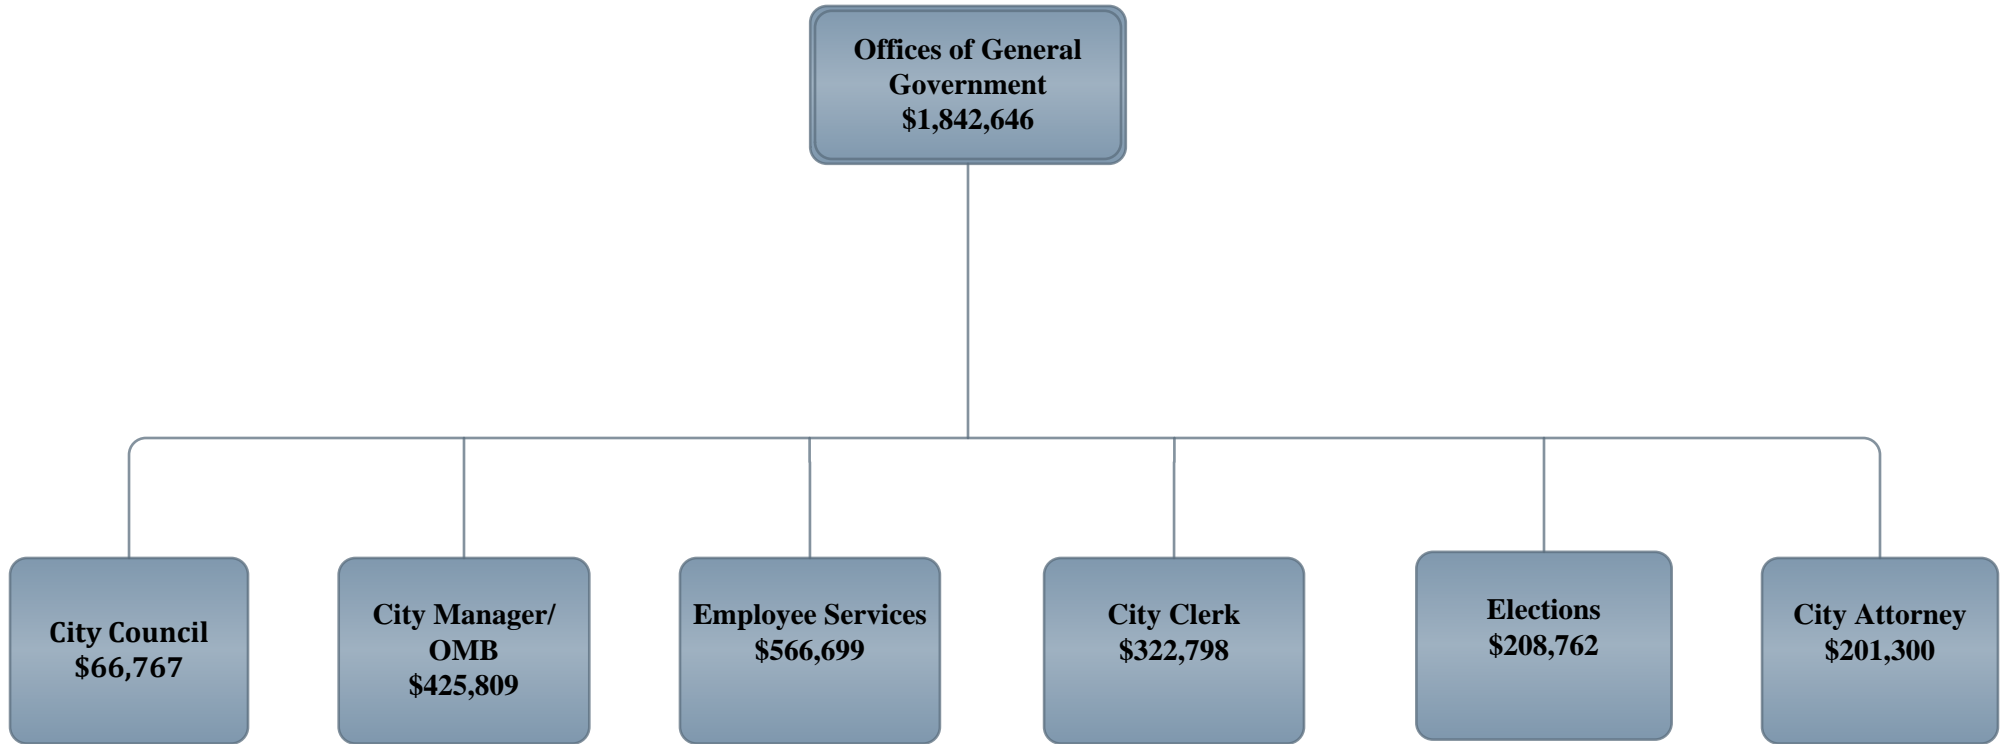 Offices of General
Government
$1,842,646
City Council
$66,767
City Manager/
OMB
$425,809
Employee Services
$566,699
City Clerk
$322,798
Elections
$208,762
City Attorney
$201,300